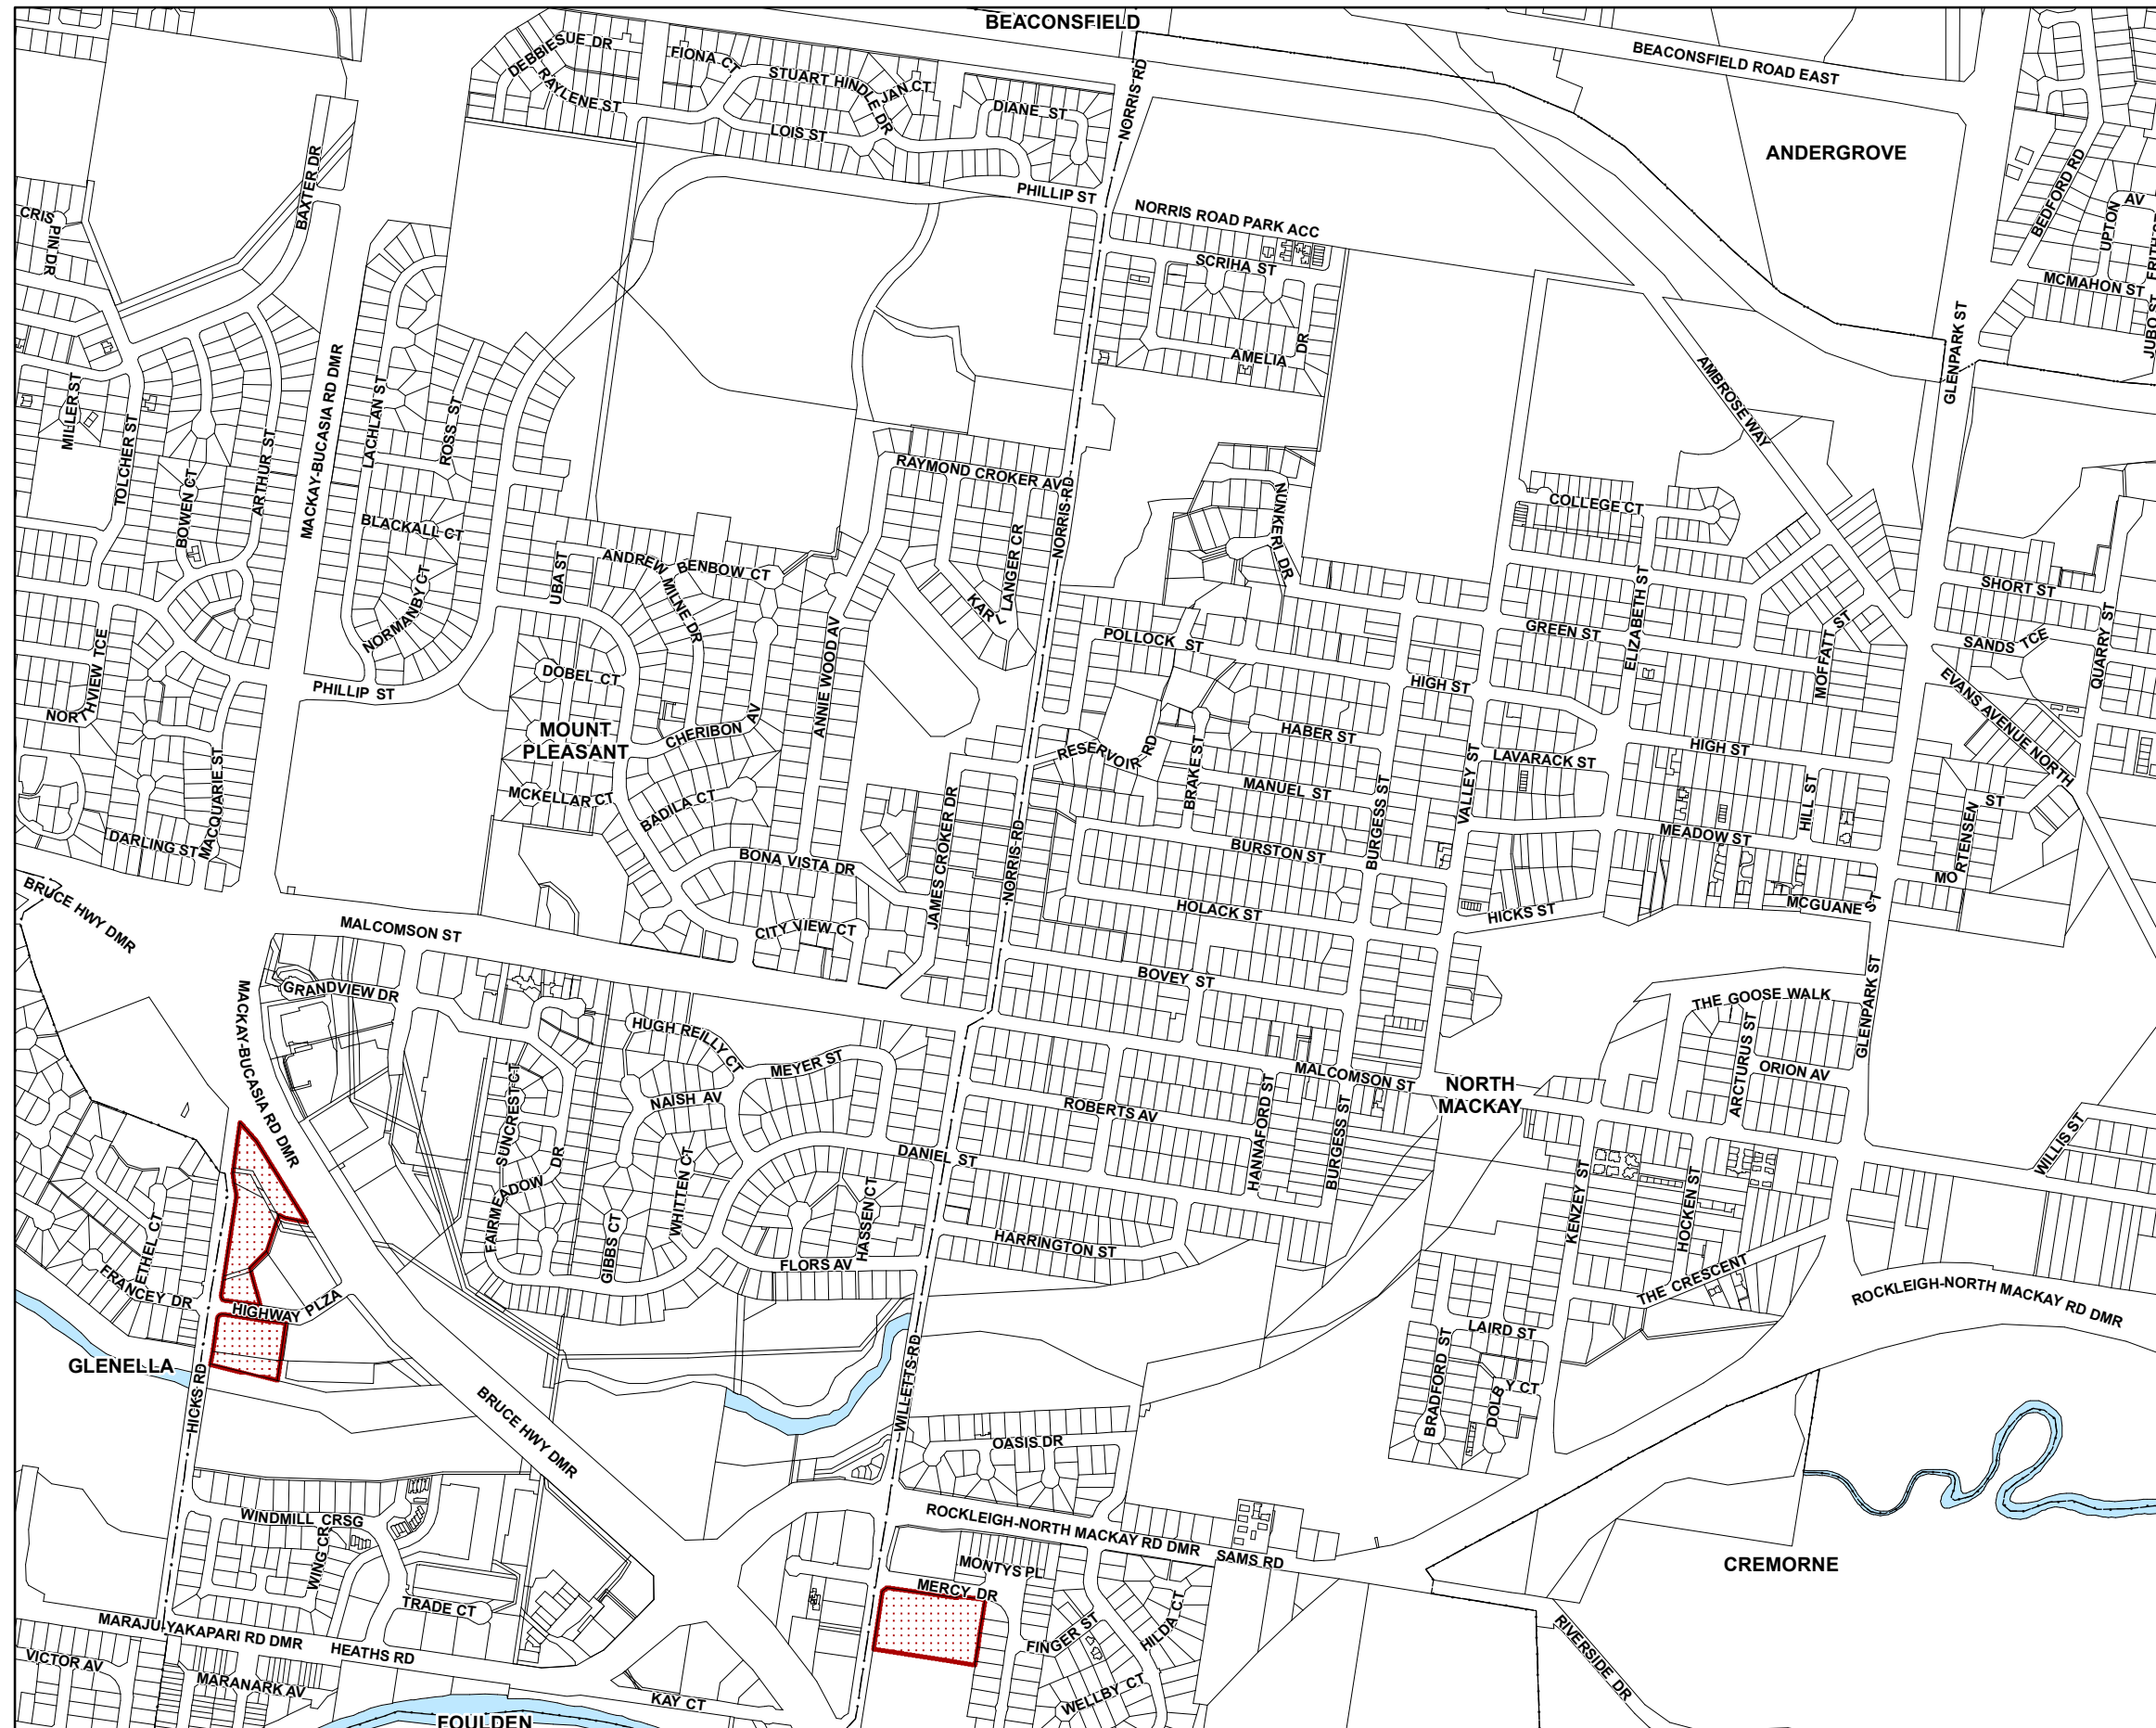 BEACONSFIELD
BEACONSFIELD ROAD EAST
DEBBIESUE DR
FIONA CT
STUART HINDLE DR
JAN CT
RAYLENE ST
LOIS ST
DIANE ST
NORRIS RD
ANDERGROVE
BEDFORD RD
UPTON
AV
BAXTER DR
PHILLIP ST
NORRIS ROAD PARK ACC
CRISPIN DR
SCRIHA ST
MCMAHON ST
JUBO ST
GLENPARK ST
AMELIA DR
AMBROSE WAY
MILLER ST
TOLCHER ST
MACKAY-BUCASIA RD DMR
LACHLAN ST
ROSS ST
ARTHUR ST
BOWEN CT
RAYMOND CROKER AV
NORRIS RD
NUNKERI DR
COLLEGE CT
BLACKALL CT
UBA ST
ANDREW MILNE DR
BENBOW CT
LANGER CR
KARL
NORMANBY CT
SHORT ST
ELIZABETH ST
GREEN ST
MOFFATT ST
SANDS TCE
QUARRY ST
POLLOCK ST
ANNIE WOOD AV
NORTHVIEW TCE
DOBEL CT
PHILLIP ST
HIGH ST
EVANS AVENUE NORTH
MOUNT
PLEASANT
CHERIBON AV
RESERVOIR RD
BRAKE ST
HABER ST
HIGH ST
LAVARACK ST
MACQUARIE ST
MCKELLAR CT
BADILA CT
MANUEL ST
VALLEY ST
HILL ST
MORTENSEN ST
JAMES CROKER DR
BURGESS ST
MEADOW ST
DARLING ST
BONA VISTA DR
NORRIS RD
BURSTON ST
BRUCE HWY DMR
MALCOMSON ST
CITY VIEW CT
HOLACK ST
HICKS ST
MCGUANE ST
BOVEY ST
GLENPARK ST
GRANDVIEW DR
THE GOOSE WALK
MACKAY-BUCASIA RD DMR
HUGH REILLY CT
MEYER ST
ARCTURUS ST
ORION AV
MALCOMSON ST
NORTH
MACKAY
SUNCREST CT
NAISH AV
ROBERTS AV
HANNAFORD ST
BURGESS ST
WILLIS ST
DANIEL ST
FAIRMEADOW DR
WHITTEN CT
HASSEN CT
KENZEY ST
HOCKEN ST
ETHEL CT
GIBBS CT
HARRINGTON ST
FLORS AV
FRANCEY DR
HIGHWAY PLZA
THE CRESCENT
ROCKLEIGH-NORTH MACKAY RD DMR
LAIRD ST
GLENELLA
HICKS RD
WILLETTS RD
BRADFORD ST
DOLBY CT
BRUCE HWY DMR
OASIS DR
WINDMILL CRSG
WING CR
ROCKLEIGH-NORTH MACKAY RD DMR
SAMS RD
CREMORNE
MONTYS PL
MERCY DR
TRADE CT
HILDA CT
FINGER ST
MARAJU-YAKAPARI RD DMR
HEATHS RD
RIVERSIDE DR
VICTOR AV
MARANARK AV
KAY CT
WELLBY CT
FOULDEN